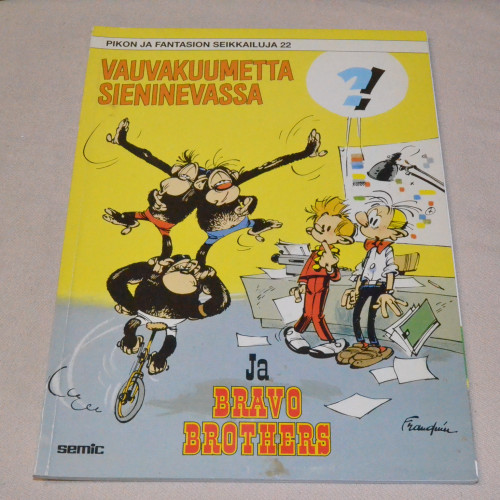 PIKON JA FANTASION SEIKKAILUJA 22
VAUVAKUUMETTA
SIENINEVASSA
?!
Ja
BRAVO
BROTHERS
Franquin
semic